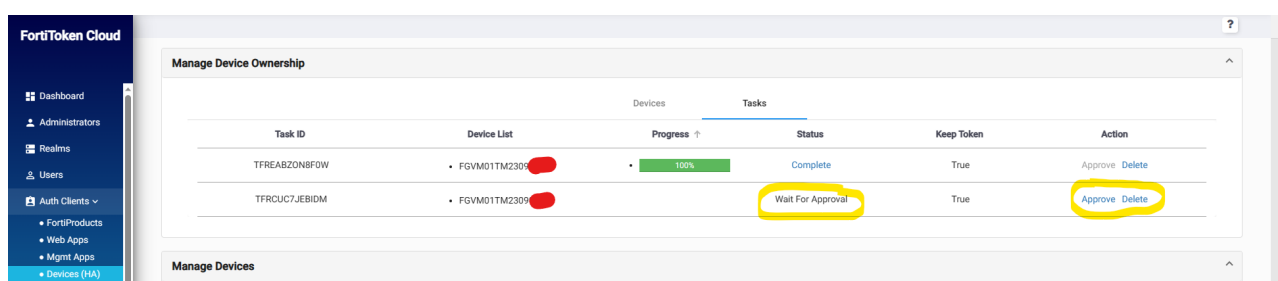 ?
FortiToken Cloud
Manage Device Ownership
Dashboard
Administrators
Realms
Users
Auth Clients
FortiProducts
Web Apps
Mgmt Apps
Devices (HA)
Devices Tasks
Task ID Device List Progress ↑ Status Keep Token Action
TFREABZON8F0W • FGVM01TM2309 • 100% Complete True Approve Delete
TFRCUC7JEBIDM • FGVM01TM2309 Wait For Approval True Approve Delete
Manage Devices